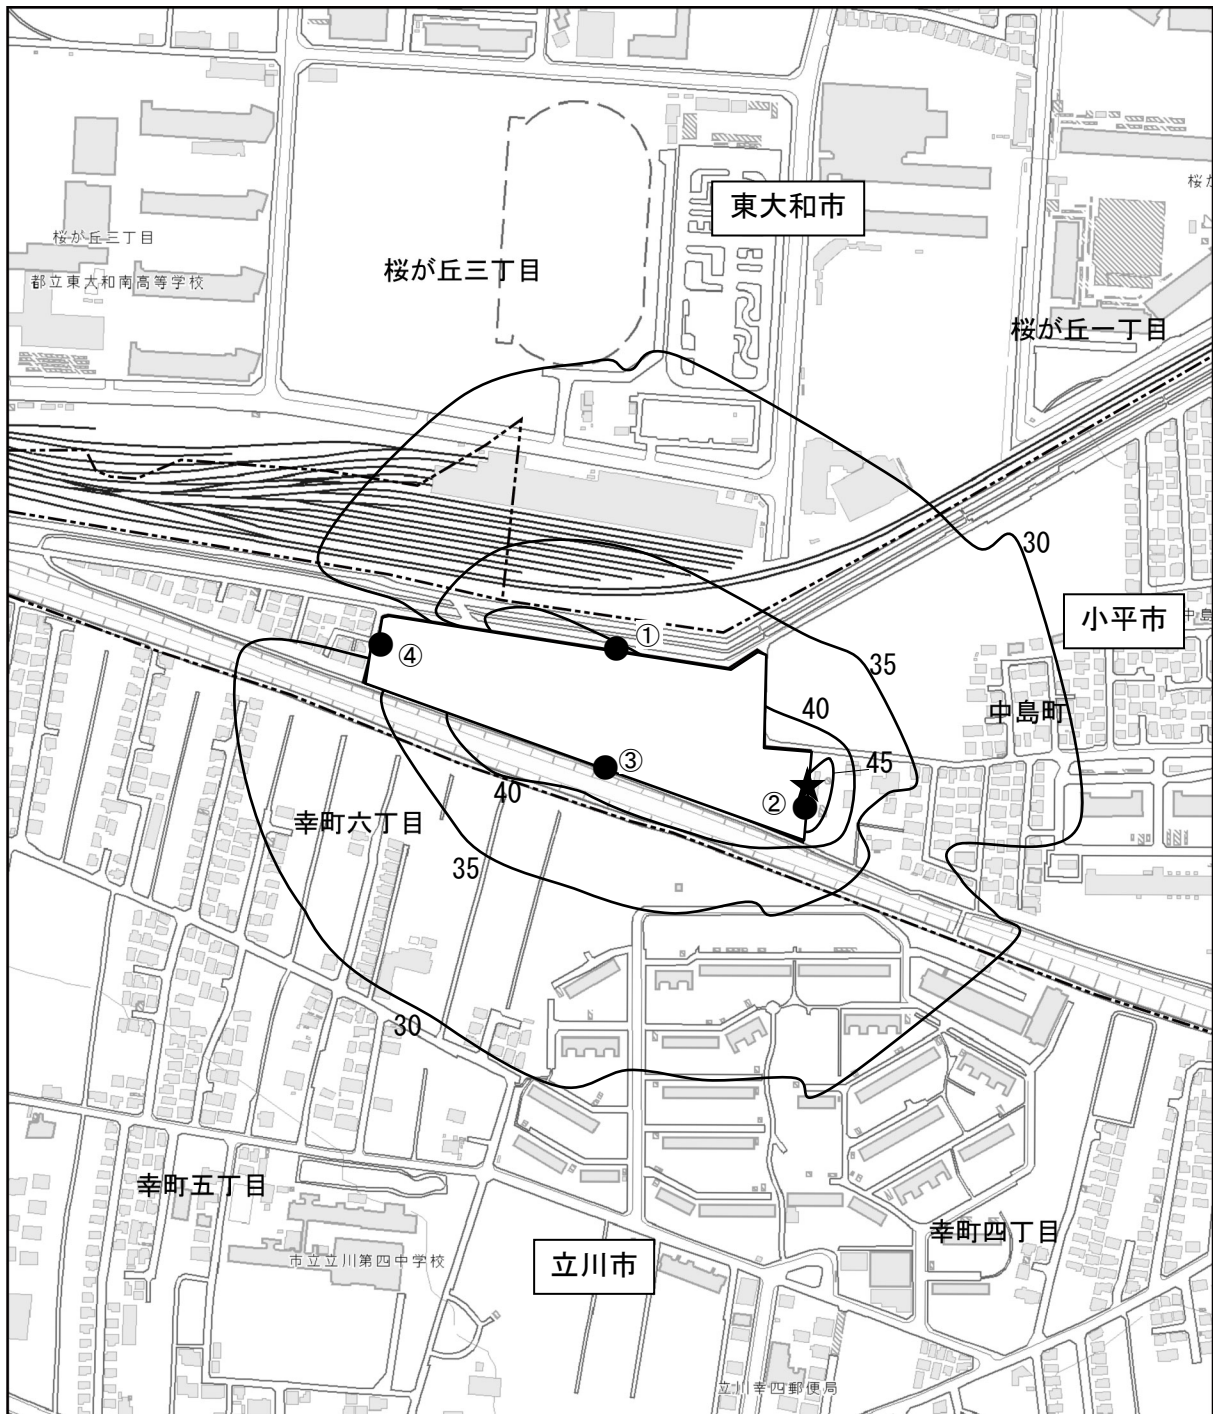 東大和市
桜が丘
桜が丘三丁目
桜が丘三丁目
都立東大和南高等学校
桜が丘一丁目
30
小平市
中島
①
④
35
40
中島町
③
45
②
40
幸町六丁目
35
30
幸町五丁目
幸町四丁目
市立立川第四中学校
立川市
立川幸四郵便局